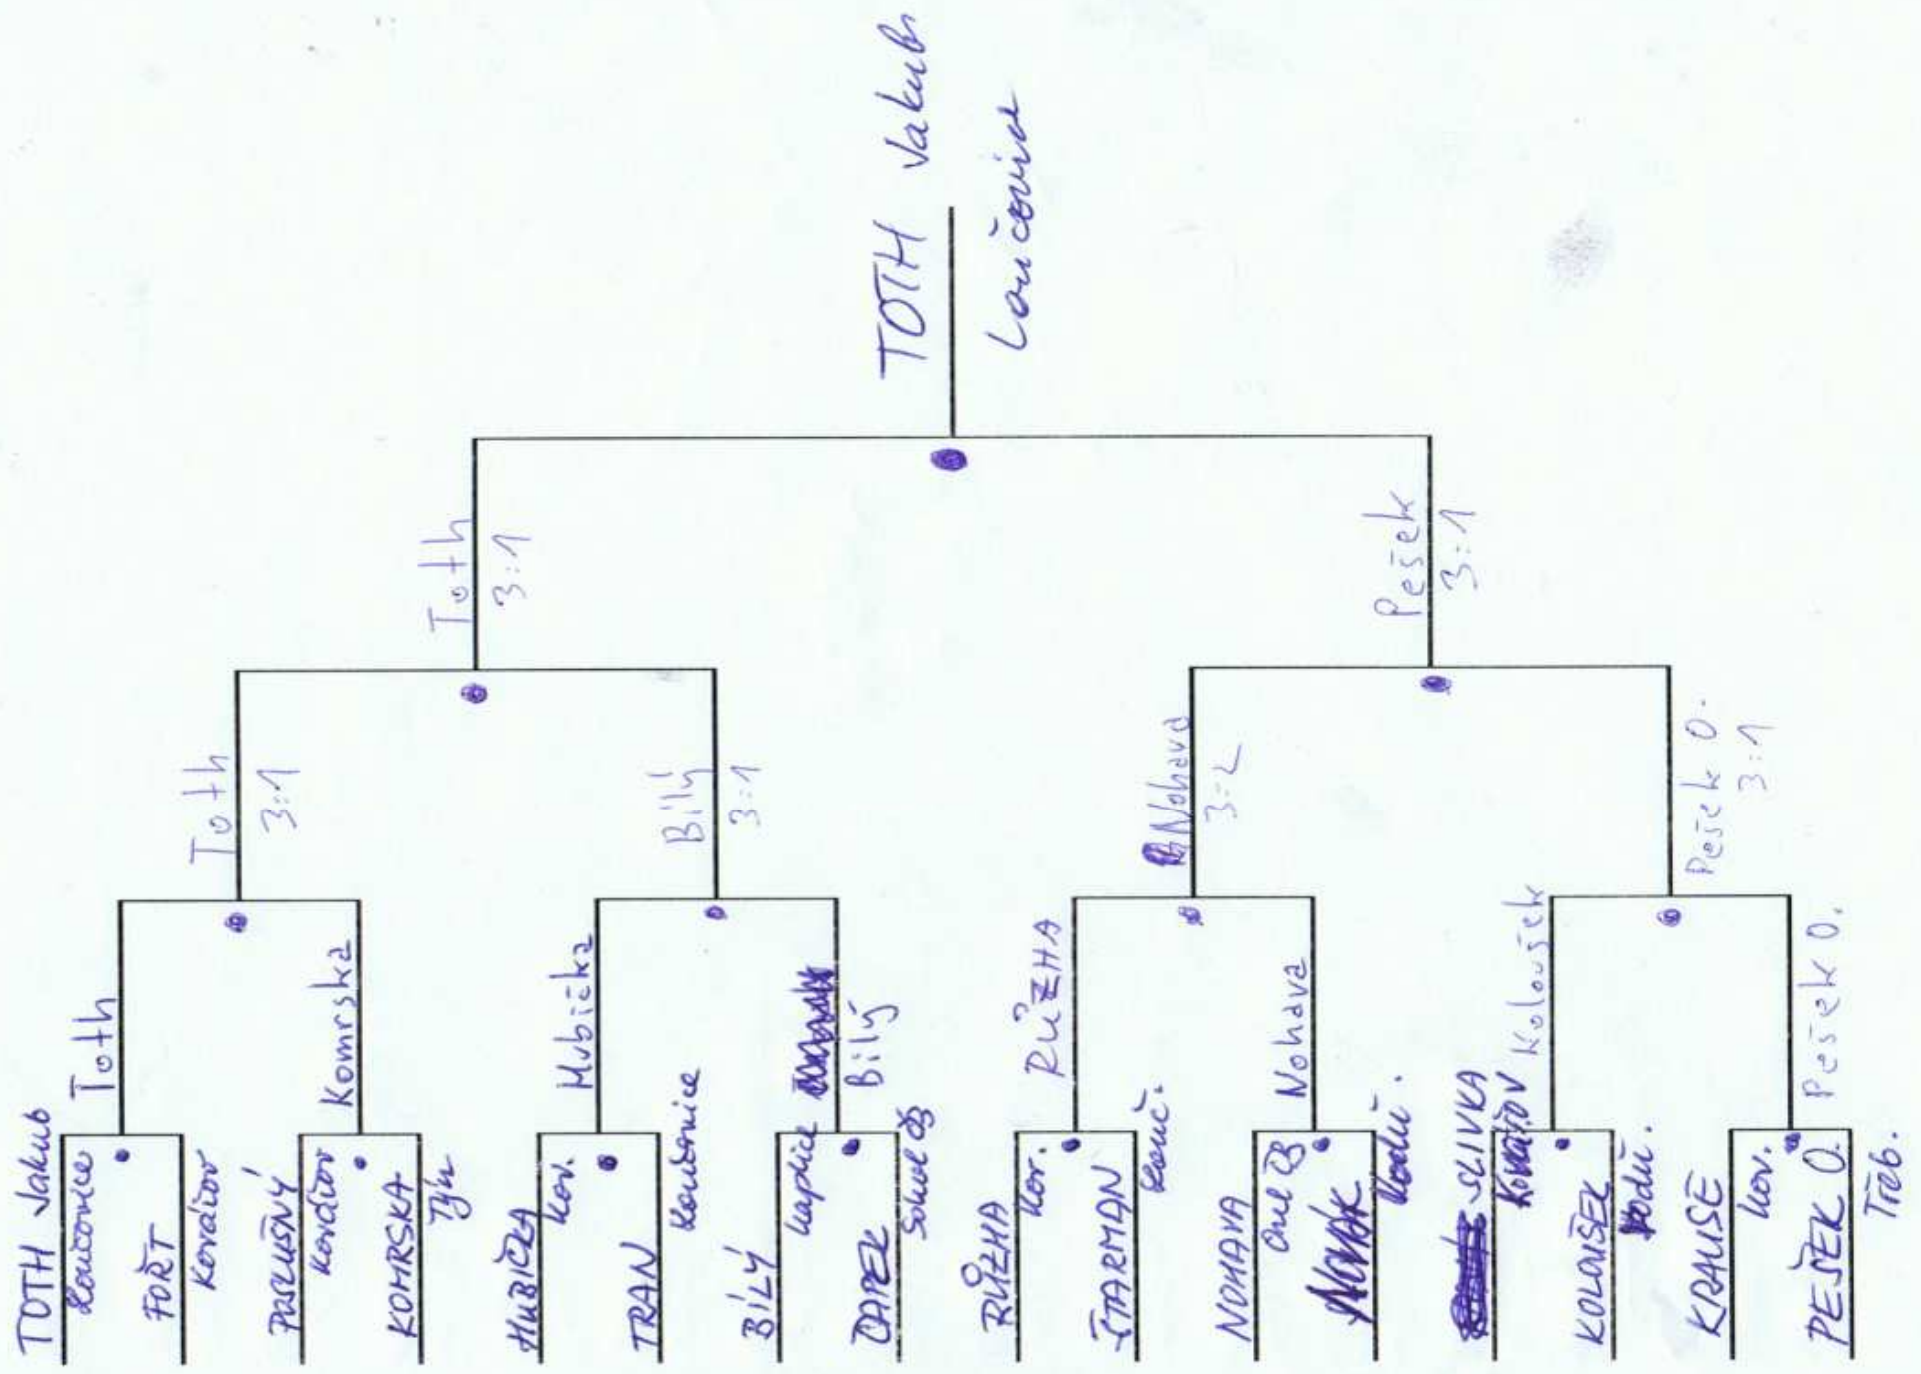 TOTH Jakub
Loučovice
FOŘT
Kovářov
POSLUŠNÝ
Kovářov
KOMRSKA
Týn
HUBIČKA
Kov.
TRAN
BÍLÝ
Kaplice
ČAPEK
Sokol ČB
RŮŽHA
Kov.
ŠTARMAN
Louč.
NOHAVA
Orel ČB
NOVÁK
Vodň.
SLIVKA
Kovářov
KOLOUŠEK
Vodň.
KRAUSE
Kov.
PEŠEK O.
Třeb.
Toth
Komrska
Hubička
Bílý
RŮŽHA
Nohava
Koloušek
Pešek O.
Toth
3:1
Bílý
3:1
Nohava
3:2
Pešek O.
3:1
Toth
3:1
Pešek
3:1
TOTH Jakub
Loučovice